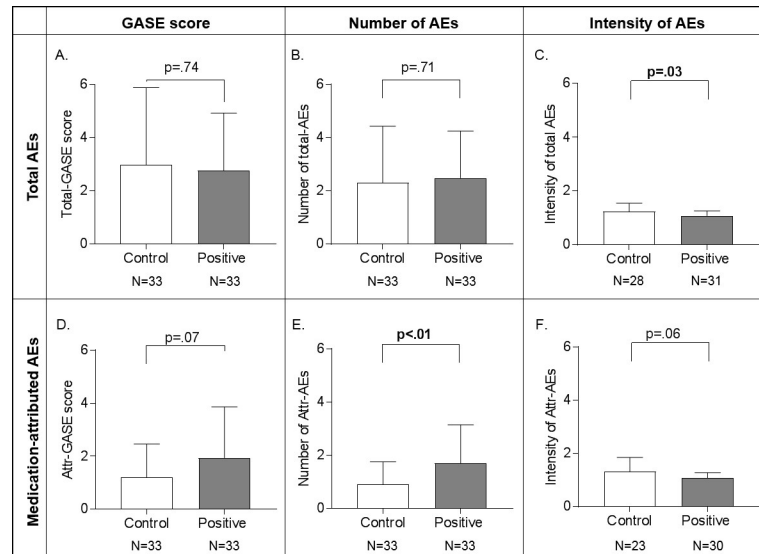 GASE score
Number of AEs
Intensity of AEs
Total AEs
A.
p=.74
Total-GASE score
6
4
2
0
Control
Positive
N=33
N=33
B.
p=.71
Number of total-AEs
6
4
2
0
Control
Positive
N=33
N=33
C.
p=.03
Intensity of total AEs
6
4
2
0
Control
Positive
N=28
N=31
Medication-attributed AEs
D.
p=.07
Attr-GASE score
6
4
2
0
Control
Positive
N=33
N=33
E.
p<.01
Number of Attr-AEs
6
4
2
0
Control
Positive
N=33
N=33
F.
p=.06
Intensity of Attr-AEs
6
4
2
0
Control
Positive
N=23
N=30